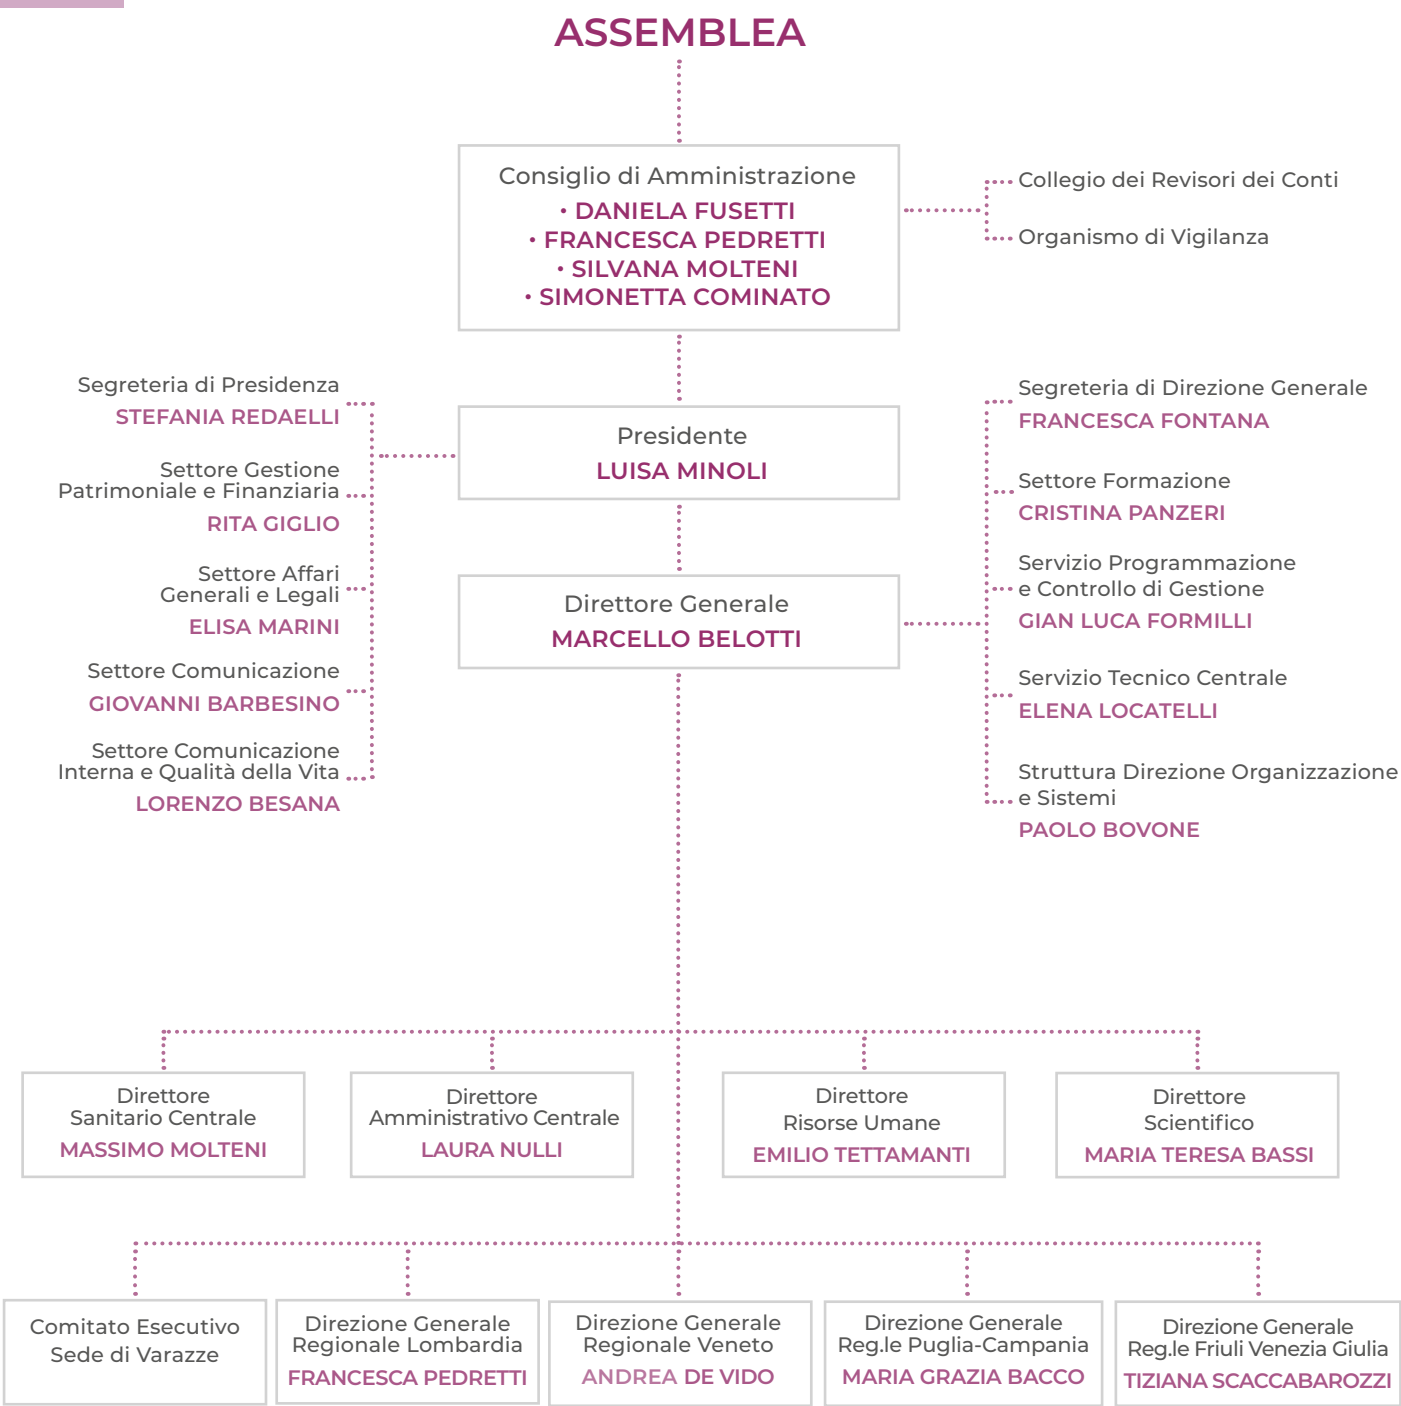 ASSEMBLEA
Consiglio di Amministrazione
• DANIELA FUSETTI
• FRANCESCA PEDRETTI
• SILVANA MOLTENI
• SIMONETTA COMINATO
Collegio dei Revisori dei Conti
Organismo di Vigilanza
Segreteria di Presidenza
STEFANIA REDAELLI
Settore Gestione
Patrimoniale e Finanziaria
RITA GIGLIO
Settore Affari
Generali e Legali
ELISA MARINI
Settore Comunicazione
GIOVANNI BARBESINO
Settore Comunicazione
Interna e Qualità della Vita
LORENZO BESANA
Presidente
LUISA MINOLI
Direttore Generale
MARCELLO BELOTTI
Segreteria di Direzione Generale
FRANCESCA FONTANA
Settore Formazione
CRISTINA PANZERI
Servizio Programmazione
e Controllo di Gestione
GIAN LUCA FORMILLI
Servizio Tecnico Centrale
ELENA LOCATELLI
Struttura Direzione Organizzazione
e Sistemi
PAOLO BOVONE
Direttore
Sanitario Centrale
MASSIMO MOLTENI
Direttore
Amministrativo Centrale
LAURA NULLI
Direttore
Risorse Umane
EMILIO TETTAMANTI
Direttore
Scientifico
MARIA TERESA BASSI
Comitato Esecutivo
Sede di Varazze
Direzione Generale
Regionale Lombardia
FRANCESCA PEDRETTI
Direzione Generale
Regionale Veneto
ANDREA DE VIDO
Direzione Generale
Reg.le Puglia-Campania
MARIA GRAZIA BACCO
Direzione Generale
Reg.le Friuli Venezia Giulia
TIZIANA SCACCABAROZZI